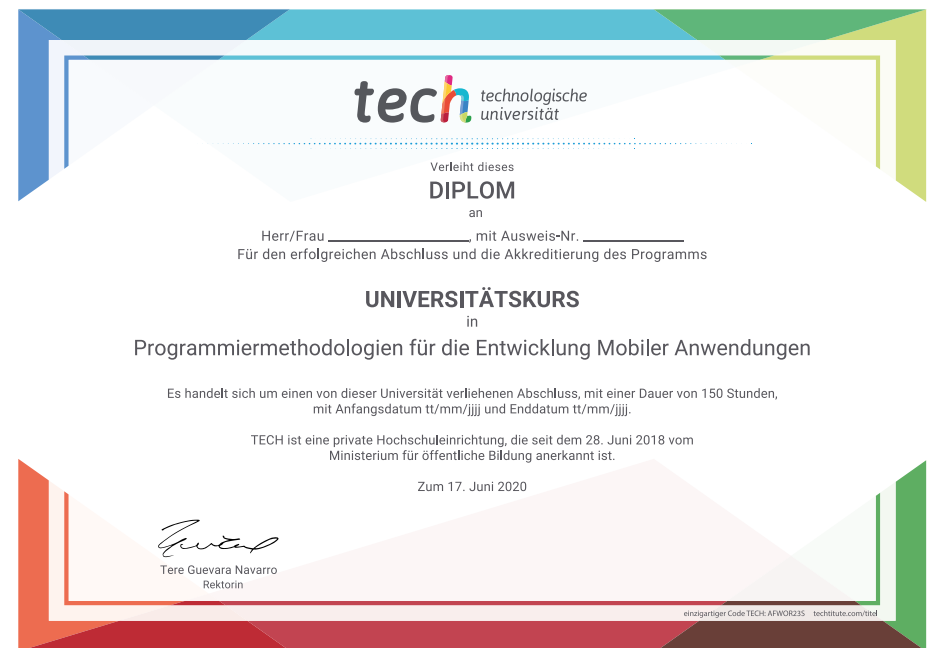 tech technologische
universität
Verleiht dieses
DIPLOM
an
Herr/Frau ____________________, mit Ausweis-Nr. ______________
Für den erfolgreichen Abschluss und die Akkreditierung des Programms
UNIVERSITÄTSKURS
in
Programmiermethodologien für die Entwicklung Mobiler Anwendungen
Es handelt sich um einen von dieser Universität verliehenen Abschluss, mit einer Dauer von 150 Stunden,
mit Anfangsdatum tt/mm/jjjj und Enddatum tt/mm/jjjj.
TECH ist eine private Hochschuleinrichtung, die seit dem 28. Juni 2018 vom
Ministerium für öffentliche Bildung anerkannt ist.
Zum 17. Juni 2020
Tere Guevara Navarro
Rektorin
einzigartiger Code TECH: AFWOR23S techtitute.com/titel